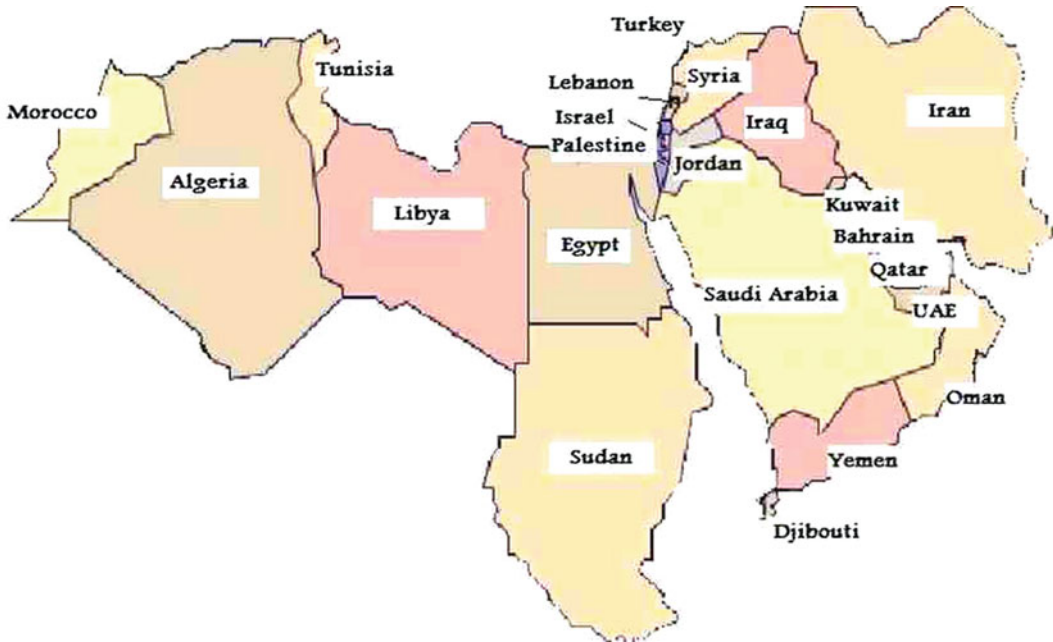 Turkey
Tunisia
Syria
Lebanon
Morocco
Iran
Israel
Iraq
Palestine
Jordan
Algeria
Kuwait
Libya
Bahrain
Egypt
Qatar
Saudi Arabia
UAE
Oman
Sudan
Yemen
Djibouti